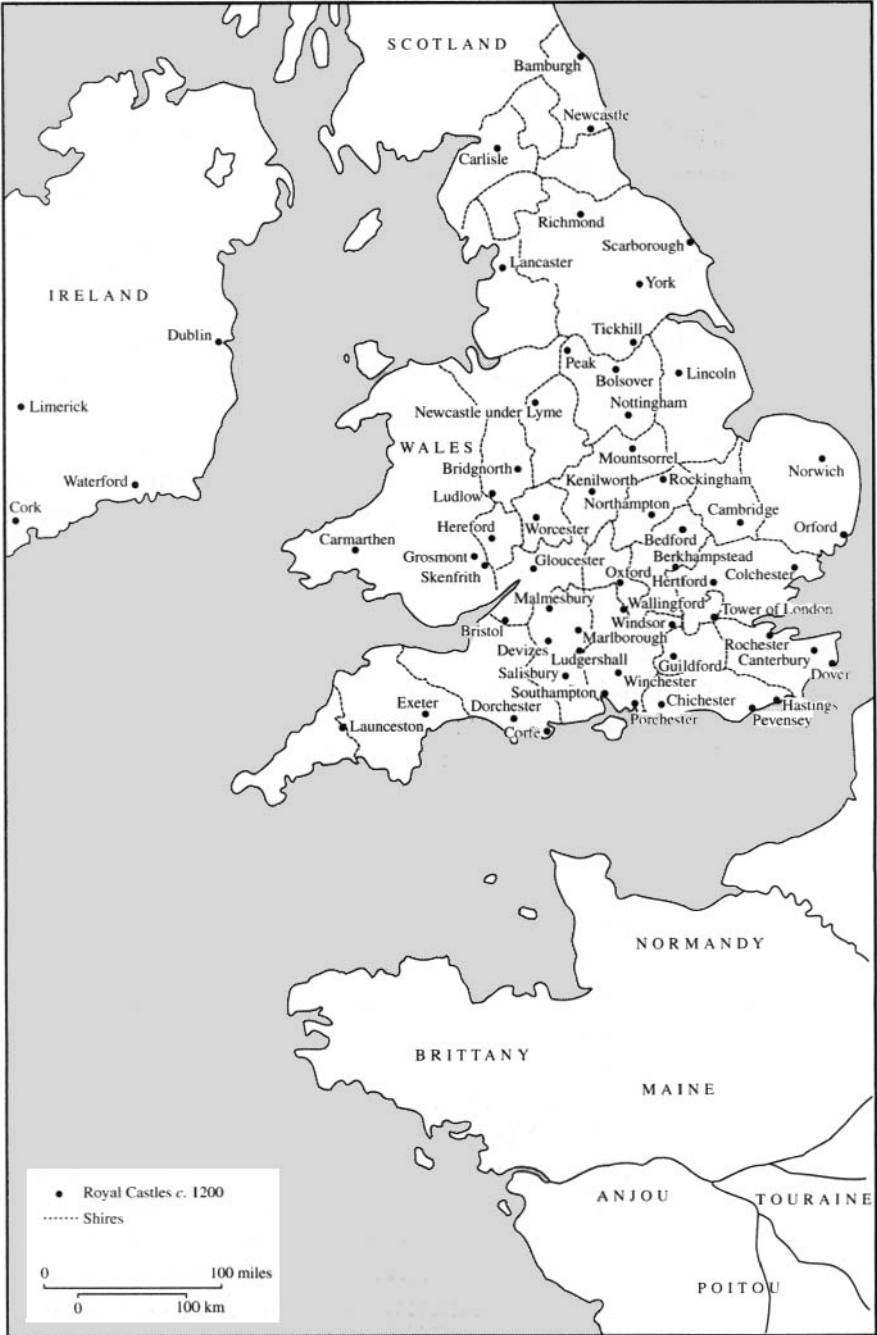 SCOTLAND
Bamburgh
Newcastle
Carlisle
Richmond
Scarborough
Lancaster
York
IRELAND
Dublin
Tickhill
Peak
Bolsover
Lincoln
Limerick
Newcastle under Lyme
Nottingham
WALES
Mountsorrel
Bridgnorth
Norwich
Waterford
Kenilworth
Rockingham
Ludlow
Northampton
Cambridge
Cork
Hereford
Worcester
Bedford
Orford
Carmarthen
Grosmont
Gloucester
Berkhampstead
Skenfrith
Oxford
Hertford
Colchester
Malmesbury
Wallingford
Tower of London
Bristol
Windsor
Marlborough
Rochester
Devizes
Ludgershall
Guildford
Canterbury
Dover
Salisbury
Winchester
Southampton
Exeter
Dorchester
Chichester
Hastings
Launceston
Corfe
Porchester
Pevensey
NORMANDY
BRITTANY
MAINE
ANJOU
TOURAINE
POITOU
Royal Castles c. 1200
Shires
0 100 miles
0 100 km